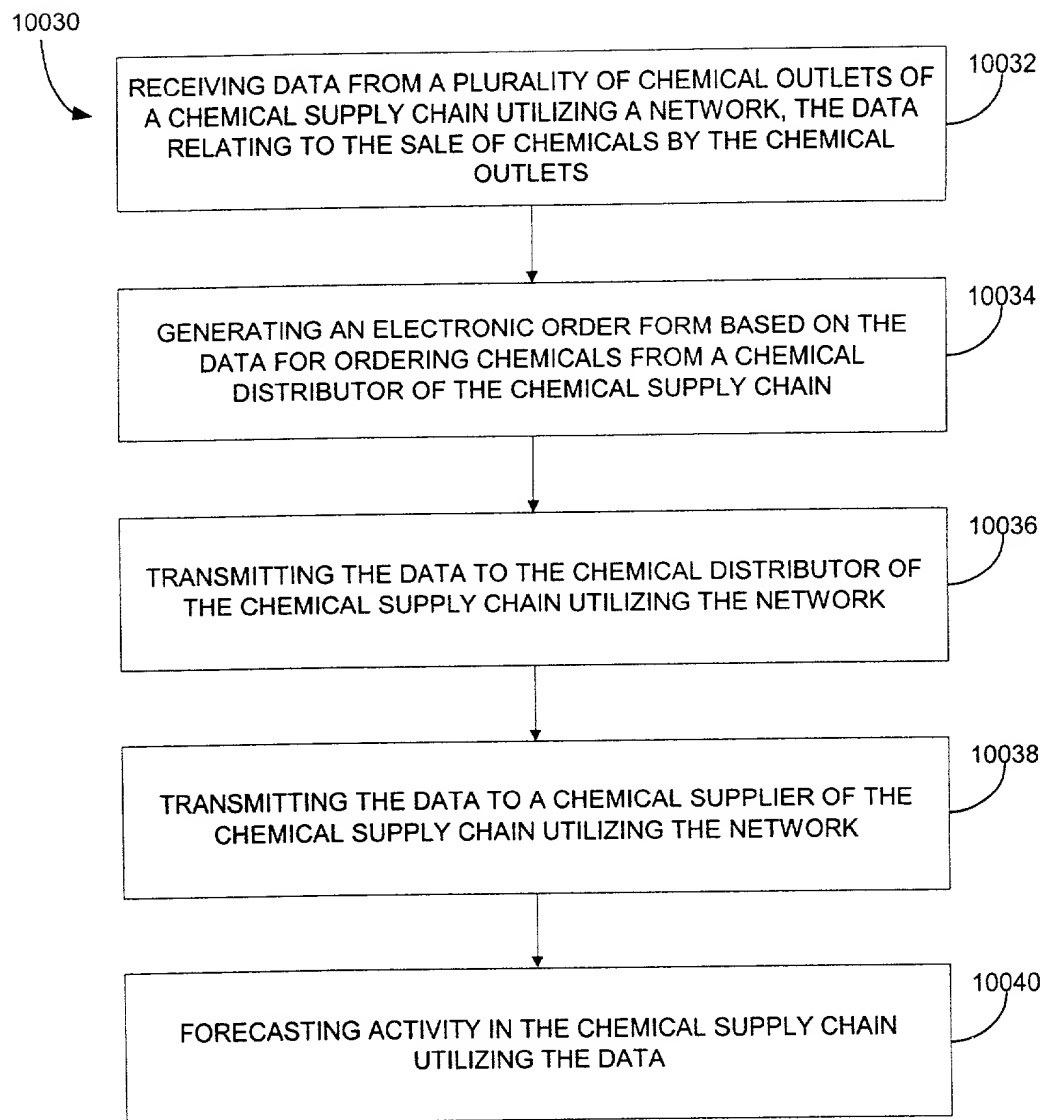 10030
RECEIVING DATA FROM A PLURALITY OF CHEMICAL OUTLETS OF
A CHEMICAL SUPPLY CHAIN UTILIZING A NETWORK, THE DATA
RELATING TO THE SALE OF CHEMICALS BY THE CHEMICAL
OUTLETS
10032
GENERATING AN ELECTRONIC ORDER FORM BASED ON THE
DATA FOR ORDERING CHEMICALS FROM A CHEMICAL
DISTRIBUTOR OF THE CHEMICAL SUPPLY CHAIN
10034
TRANSMITTING THE DATA TO THE CHEMICAL DISTRIBUTOR OF
THE CHEMICAL SUPPLY CHAIN UTILIZING THE NETWORK
10036
TRANSMITTING THE DATA TO A CHEMICAL SUPPLIER OF THE
CHEMICAL SUPPLY CHAIN UTILIZING THE NETWORK
10038
FORECASTING ACTIVITY IN THE CHEMICAL SUPPLY CHAIN
UTILIZING THE DATA
10040